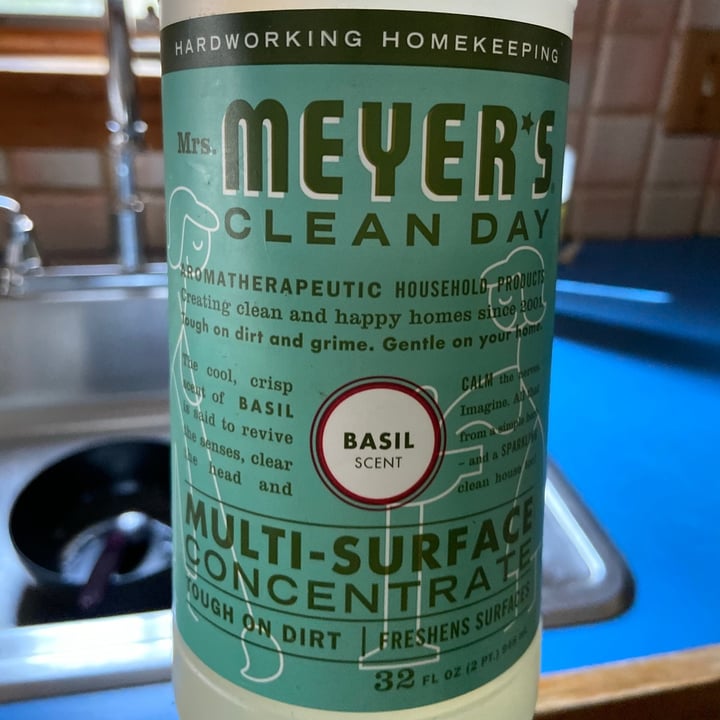 HARDWORKING HOMEKEEPING
Mrs. MEYER'S
CLEAN DAY
AROMATHERAPEUTIC HOUSEHOLD PRODUCTS
Creating clean and happy homes since 2001.
Tough on dirt and grime. Gentle on your home.
The cool, crisp
scent of BASIL
is said to revive
the senses, clear
the head and
BASIL
SCENT
CALM the nerves.
Imagine. All that
from a simple herb
– and a SPARKLING
clean house, too!
MULTI-SURFACE
CONCENTRATE
TOUGH ON DIRT | FRESHENS SURFACES
32 FL OZ (2 PT.) 946 mL